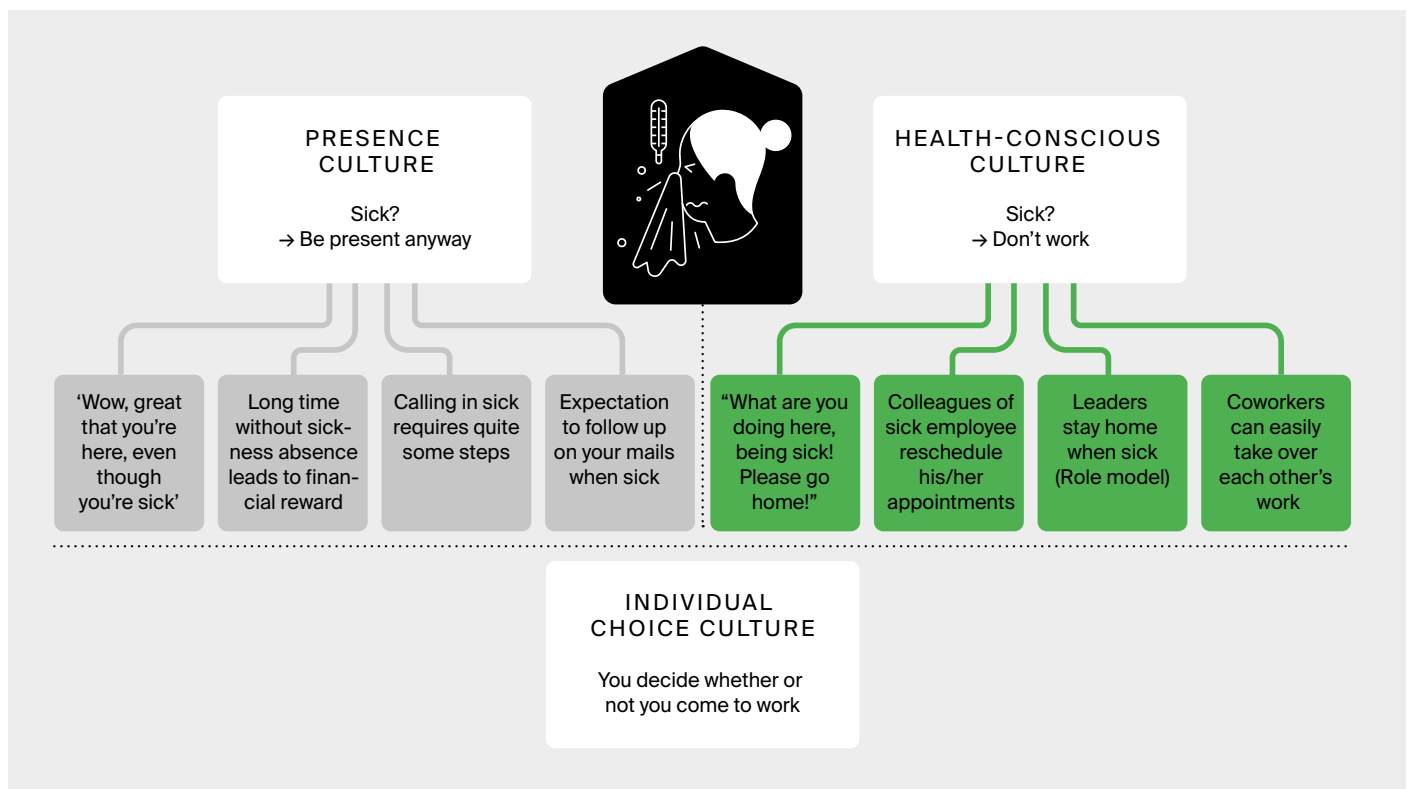 PRESENCE
CULTURE
Sick?
→ Be present anyway
HEALTH-CONSCIOUS
CULTURE
Sick?
→ Don’t work
‘Wow, great
that you’re
here, even
though
you’re sick’
Long time
without sick-
ness absence
leads to finan-
cial reward
Calling in sick
requires quite
some steps
Expectation
to follow up
on your mails
when sick
“What are you
doing here,
being sick!
Please go
home!”
Colleagues of
sick employee
reschedule
his/her
appointments
Leaders
stay home
when sick
(Role model)
Coworkers
can easily
take over
each other’s
work
INDIVIDUAL
CHOICE CULTURE
You decide whether or
not you come to work